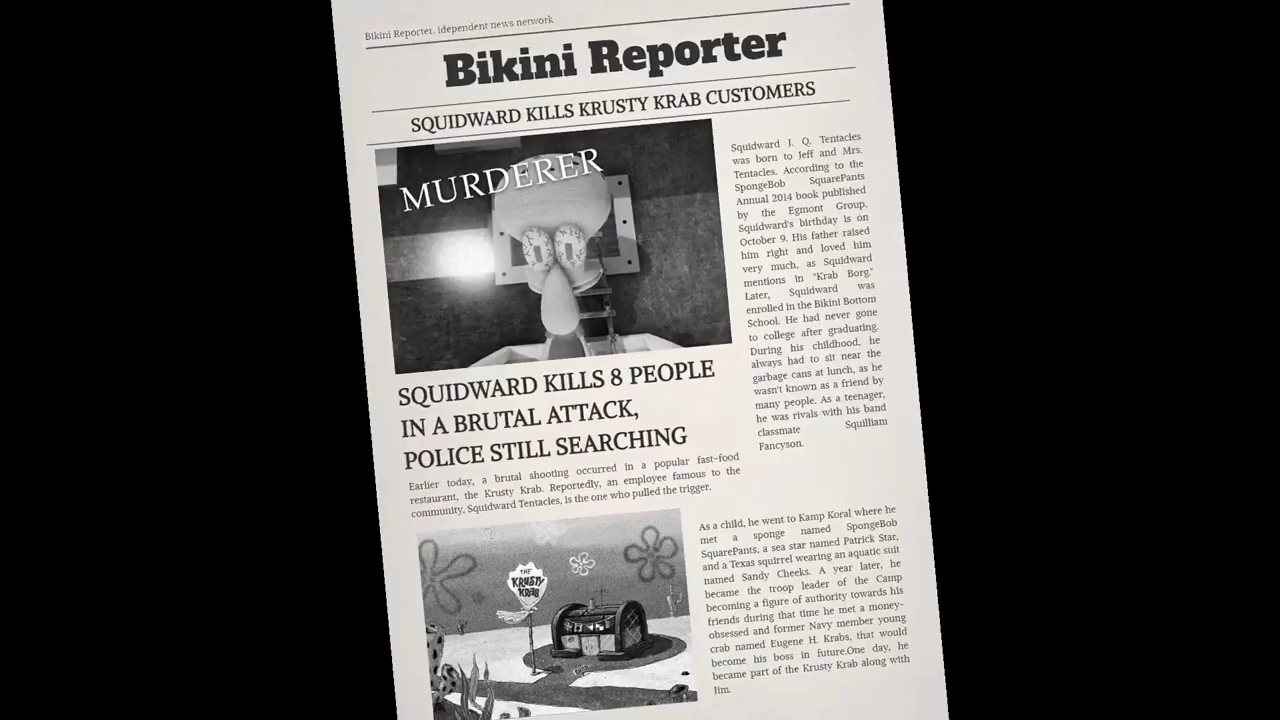 Bikini Reporter, idependent news network
Bikini Reporter
SQUIDWARD KILLS KRUSTY KRAB CUSTOMERS
MURDERER
SQUIDWARD KILLS 8 PEOPLE
IN A BRUTAL ATTACK,
POLICE STILL SEARCHING
Earlier today, a brutal shooting occurred in a popular fast-food
restaurant, the Krusty Krab. Reportedly, an employee famous to the
community, Squidward Tentacles, is the one who pulled the trigger.
THE
KRUSTY
KRAB
Squidward J. Q. Tentacles
was born to Jeff and Mrs.
Tentacles. According to the
SpongeBob SquarePants
Annual 2014 book published
by the Egmont Group,
Squidward's birthday is on
October 9. His father raised
him right and loved him
very much, as Squidward
mentions in "Krab Borg."
Later, Squidward was
enrolled in the Bikini Bottom
School. He had never gone
to college after graduating.
During his childhood, he
always had to sit near the
garbage cans at lunch, as he
wasn't known as a friend by
many people. As a teenager,
he was rivals with his band
classmate Squilliam
Fancyson.
As a child, he went to Kamp Koral where he
met a sponge named SpongeBob
SquarePants, a sea star named Patrick Star,
and a Texas squirrel wearing an aquatic suit
named Sandy Cheeks. A year later, he
became the troop leader of the Camp
becoming a figure of authority towards his
friends during that time he met a money-
obsessed and former Navy member young
crab named Eugene H. Krabs, that would
become his boss in future.One day, he
became part of the Krusty Krab along with
Jim.